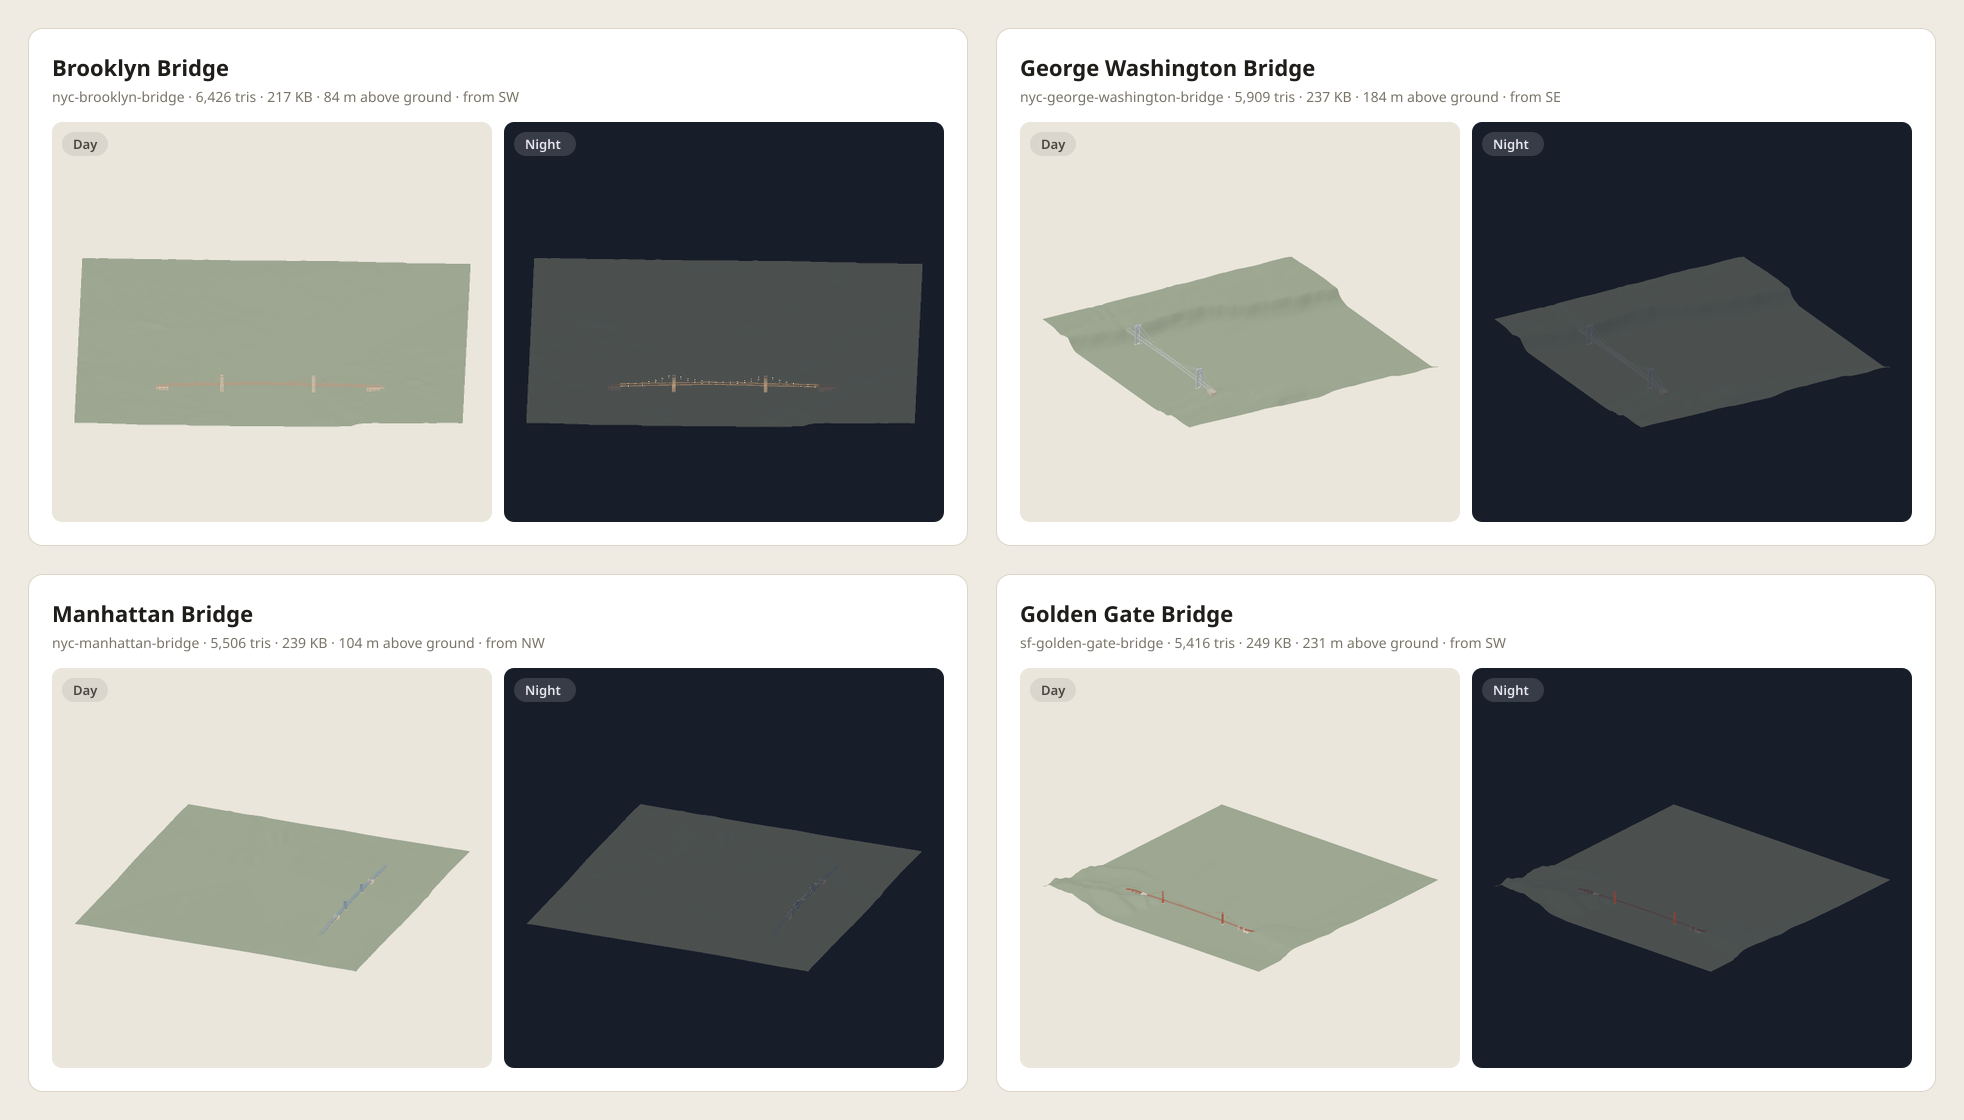 Brooklyn Bridge
nyc-brooklyn-bridge · 6,426 tris · 217 KB · 84 m above ground · from SW
Day
Night
George Washington Bridge
nyc-george-washington-bridge · 5,909 tris · 237 KB · 184 m above ground · from SE
Day
Night
Manhattan Bridge
nyc-manhattan-bridge · 5,506 tris · 239 KB · 104 m above ground · from NW
Day
Night
Golden Gate Bridge
sf-golden-gate-bridge · 5,416 tris · 249 KB · 231 m above ground · from SW
Day
Night